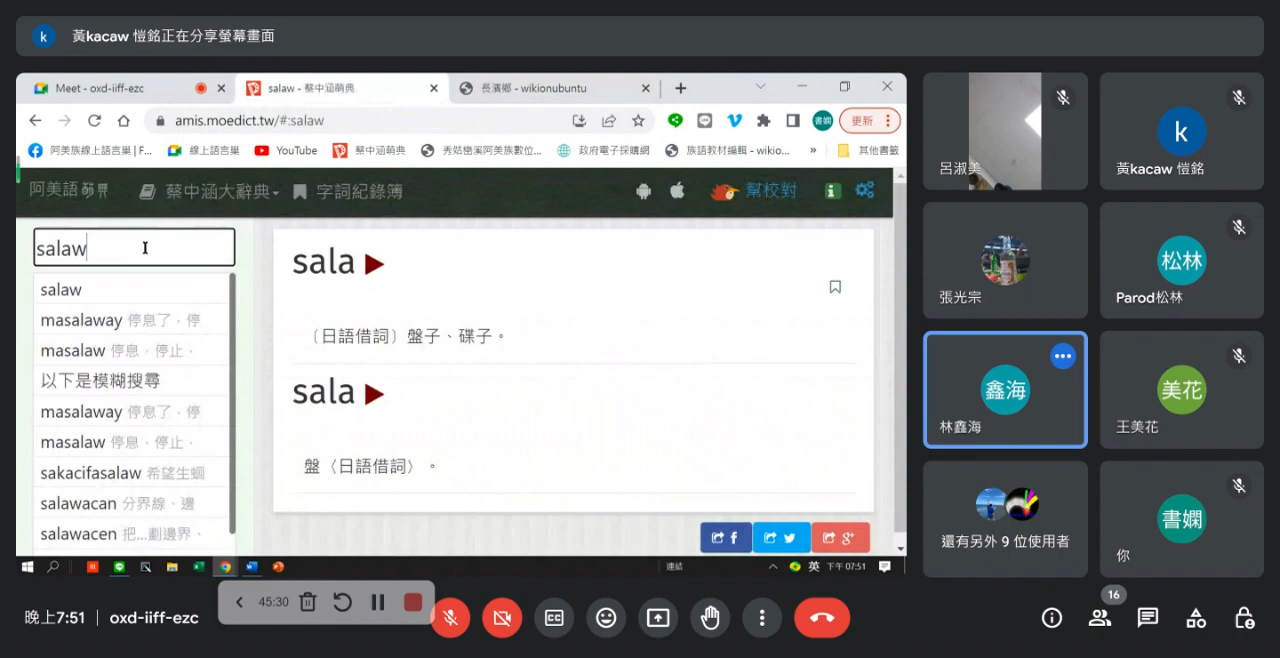 k 黃kacaw 愷銘正在分享螢幕畫面
Meet - oxd-iiff-ezc
salaw - 蔡中涵萌典
長濱鄉 - wikionubuntu
amis.moedict.tw/#:salaw
書嫻
更新
阿美族線上語言巢 | F...
線上語言巢
YouTube
蔡中涵萌典
秀姑巒溪阿美族數位...
政府電子採購網
族語教材編輯 - wikio...
»
其他書籤
阿美語萌典
蔡中涵大辭典
字詞紀錄簿
幫校對
salaw
salaw
masalaway 停息了、停
masalaw 停息、停止、
以下是模糊搜尋
masalaway 停息了、停
masalaw 停息、停止、
sakacifasalaw 希望生蛔
salawacan 分界線、邊
salawacen 把...劃邊界、
sala
〔日語借詞〕盤子、碟子。
sala
盤〈日語借詞〉。
f
g+
連結
英
下午 07:51
呂淑美
k
黃kacaw 愷銘
張光宗
松林
Parod松林
鑫海
林鑫海
美花
王美花
還有另外 9 位使用者
書嫻
你
晚上7:51 | oxd-iiff-ezc
45:30
CC
16